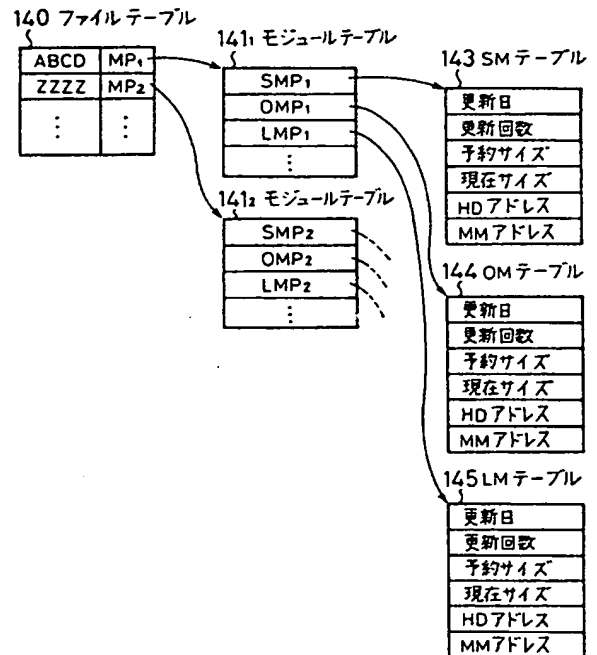 140 ファイルテーブル
ABCD MP₁
ZZZZ MP₂
⋮ ⋮
141₁ モジュールテーブル
SMP₁
OMP₁
LMP₁
⋮
141₂ モジュールテーブル
SMP₂
OMP₂
LMP₂
⋮
143 SMテーブル
更新日
更新回数
予約サイズ
現在サイズ
HDアドレス
MMアドレス
144 OMテーブル
更新日
更新回数
予約サイズ
現在サイズ
HDアドレス
MMアドレス
145 LMテーブル
更新日
更新回数
予約サイズ
現在サイズ
HDアドレス
MMアドレス